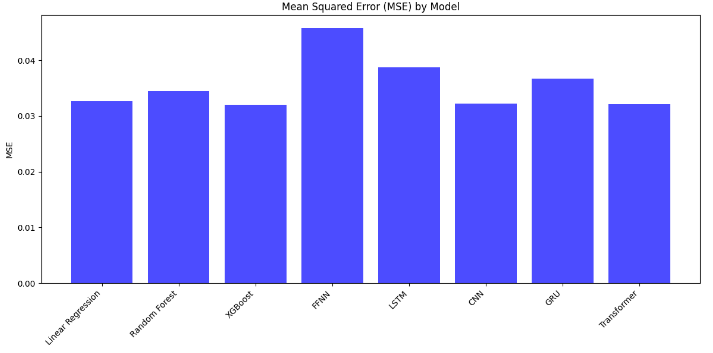 Mean Squared Error (MSE) by Model
MSE
0.04
0.03
0.02
0.01
0.00
Linear Regression
Random Forest
XGBoost
FFNN
LSTM
CNN
GRU
Transformer